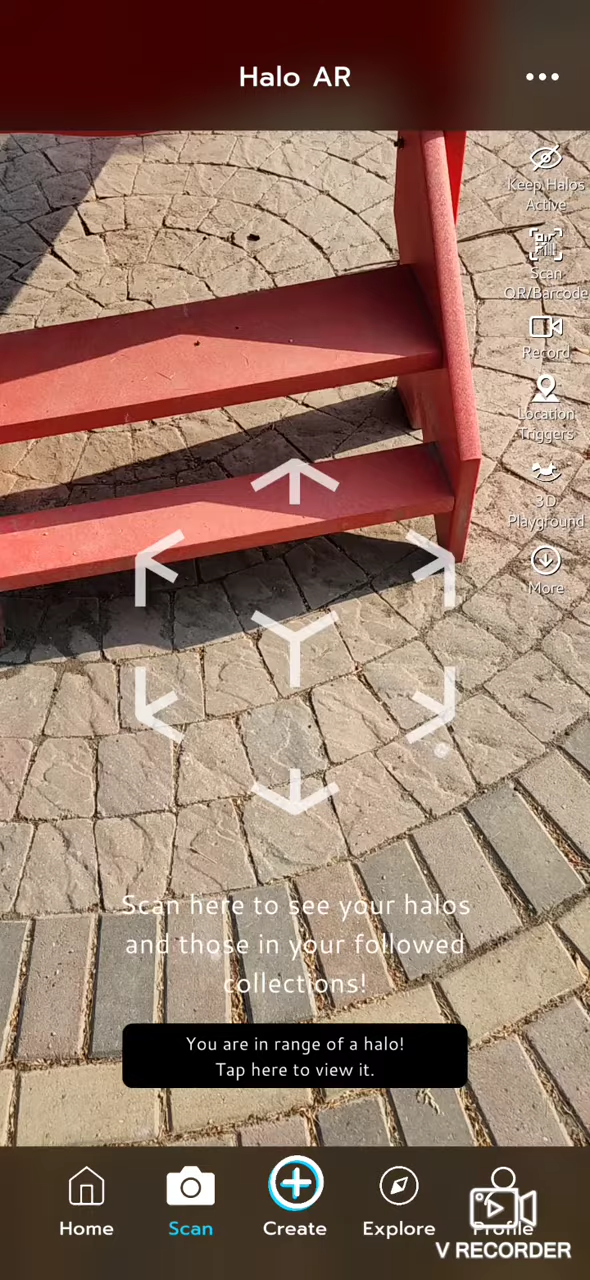 Halo AR
Keep Halos
Active
Scan
QR/Barcode
Record
Location
Triggers
3D
Playground
More
Scan here to see your halos
and those in your followed
collections!
You are in range of a halo!
Tap here to view it.
Home
Scan
Create
Explore
Profile
V RECORDER